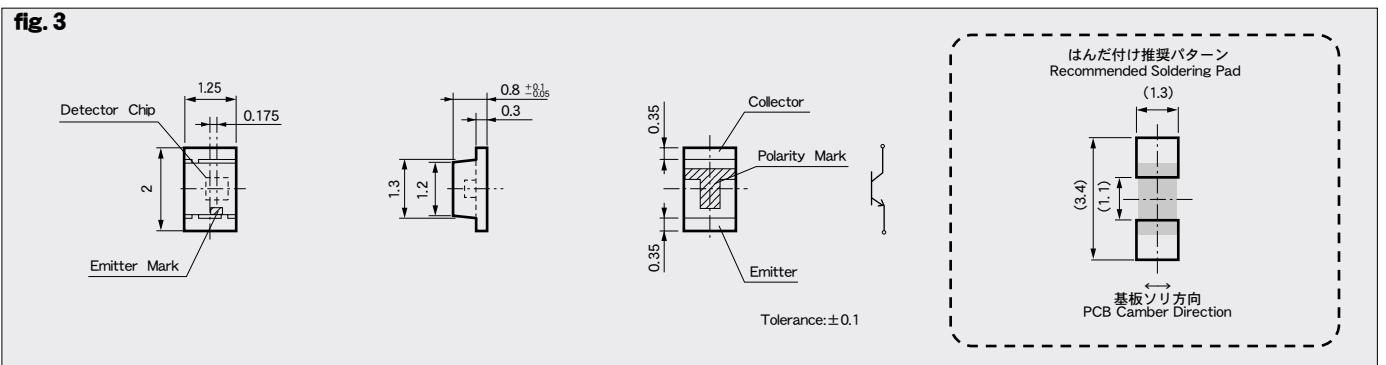 fig. 3
1.25
Detector Chip
0.175
2
Emitter Mark
0.8 +0.1 −0.05
0.3
1.3
1.2
0.35
Collector
Polarity Mark
0.35
Emitter
Tolerance:±0.1
はんだ付け推奨パターン
Recommended Soldering Pad
(1.3)
(3.4)
(1.1)
基板ソリ方向
PCB Camber Direction